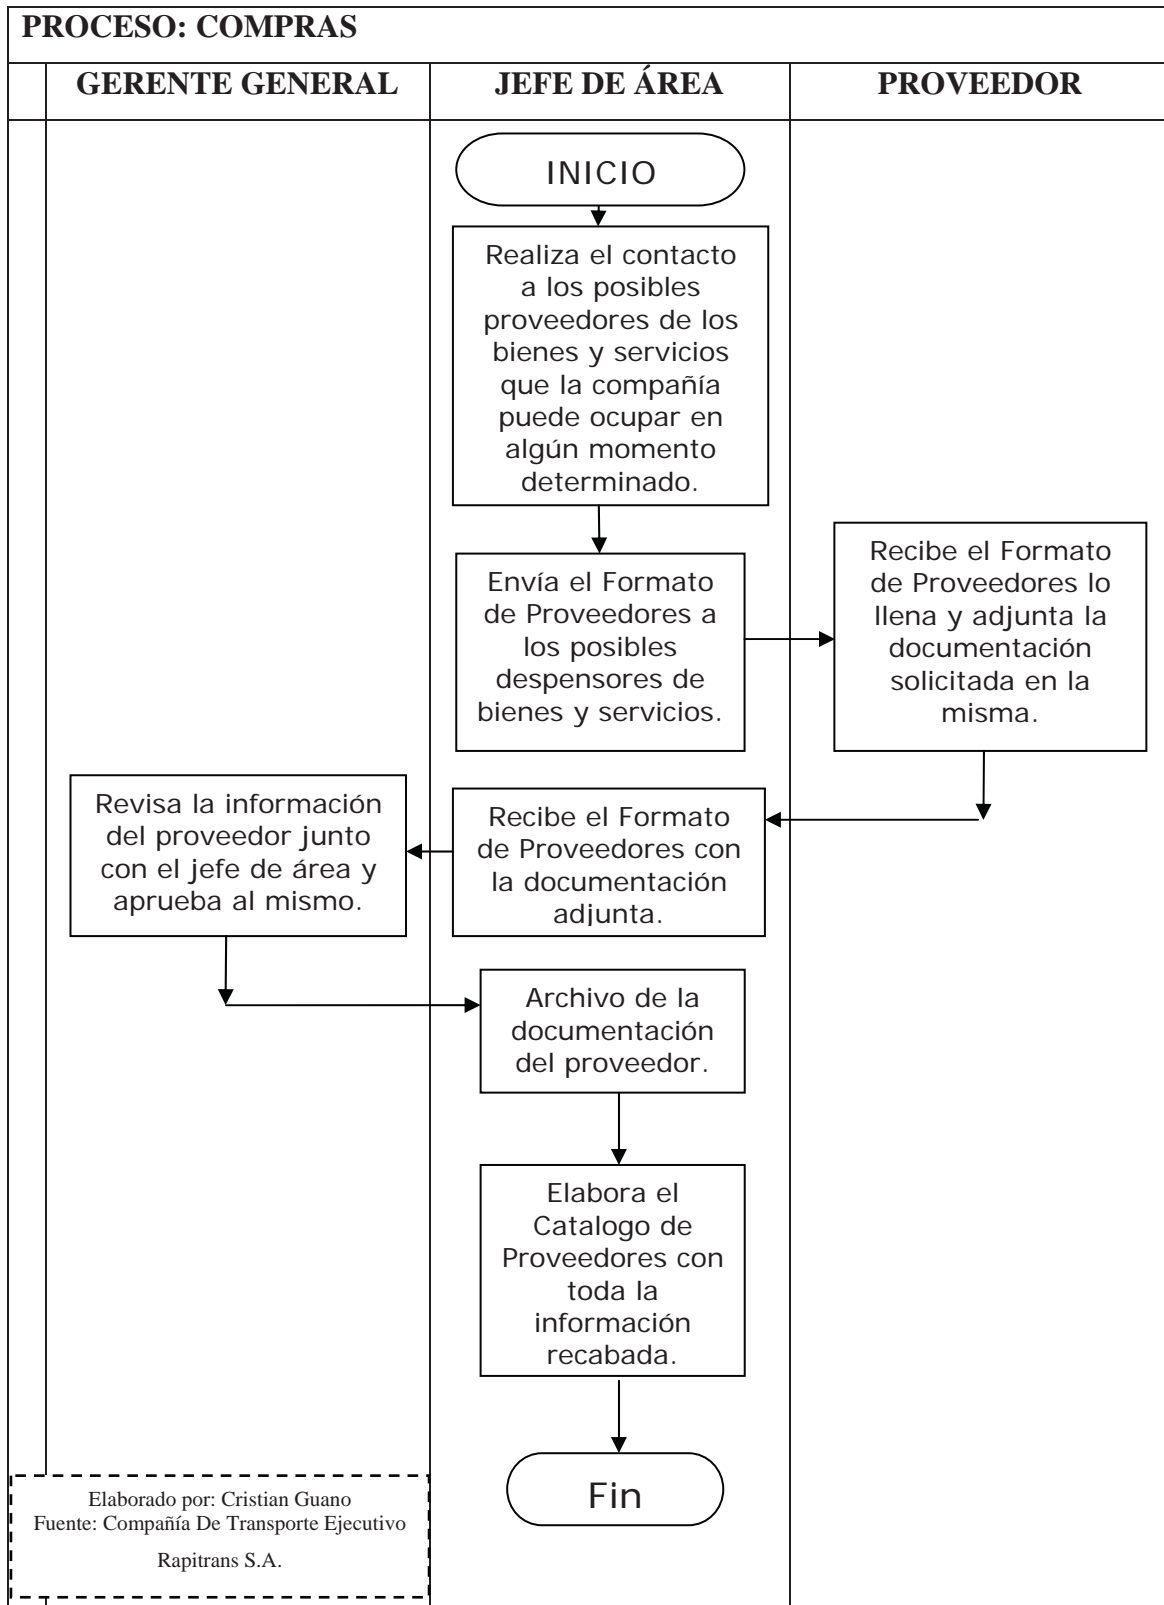 PROCESO: COMPRAS
GERENTE GENERAL
JEFE DE ÁREA
PROVEEDOR
INICIO
Realiza el contacto
a los posibles
proveedores de los
bienes y servicios
que la compañía
puede ocupar en
algún momento
determinado.
Envía el Formato
de Proveedores a
los posibles
despensores de
bienes y servicios.
Recibe el Formato
de Proveedores lo
llena y adjunta la
documentación
solicitada en la
misma.
Recibe el Formato
de Proveedores con
la documentación
adjunta.
Revisa la información
del proveedor junto
con el jefe de área y
aprueba al mismo.
Archivo de la
documentación
del proveedor.
Elabora el
Catalogo de
Proveedores con
toda la
información
recabada.
Fin
Elaborado por: Cristian Guano
Fuente: Compañía De Transporte Ejecutivo
Rapitrans S.A.